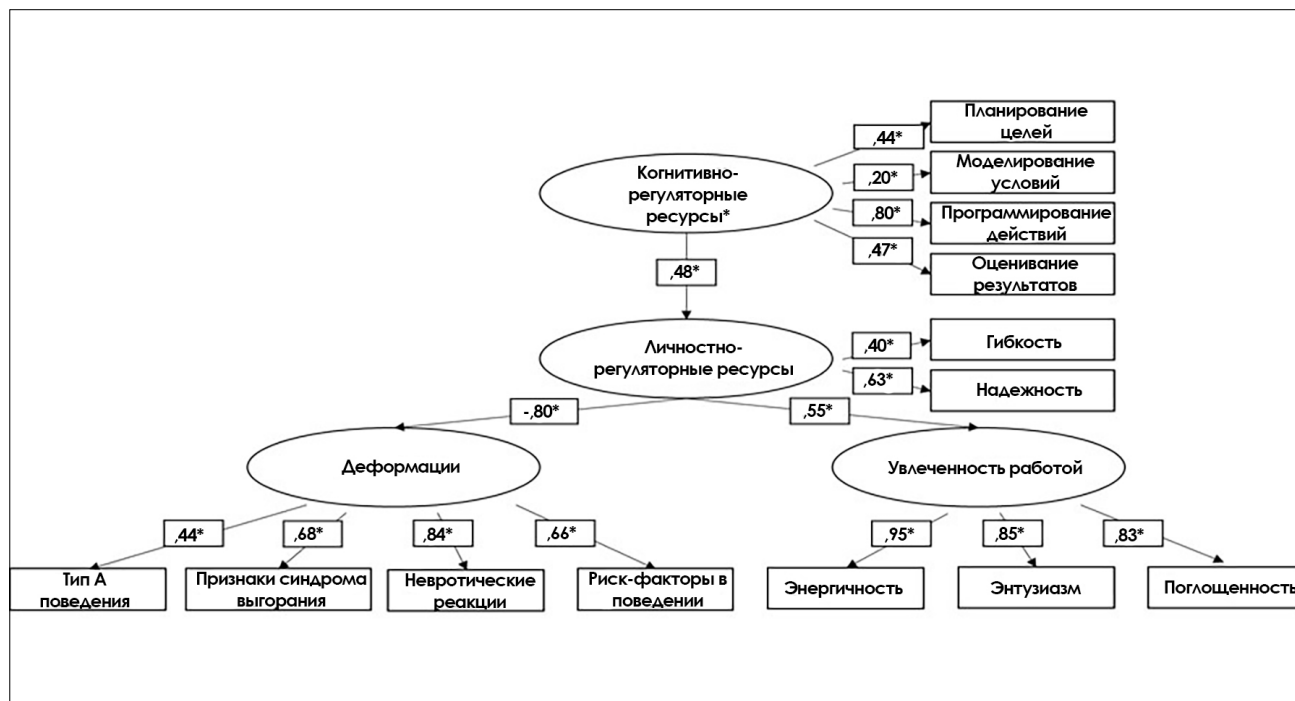 Планирование
целей
,44*
Когнитивно-
регуляторные
ресурсы*
,20*
Моделирование
условий
,80*
Программирование
действий
,47*
Оценивание
результатов
,48*
Личностно-
регуляторные ресурсы
,40*
Гибкость
,63*
Надежность
-,80*
,55*
Деформации
Увлеченность работой
,44*
,68*
,84*
,66*
,95*
,85*
,83*
Тип А
поведения
Признаки синдрома
выгорания
Невротические
реакции
Риск-факторы в
поведении
Энергичность
Энтузиазм
Поглощенность